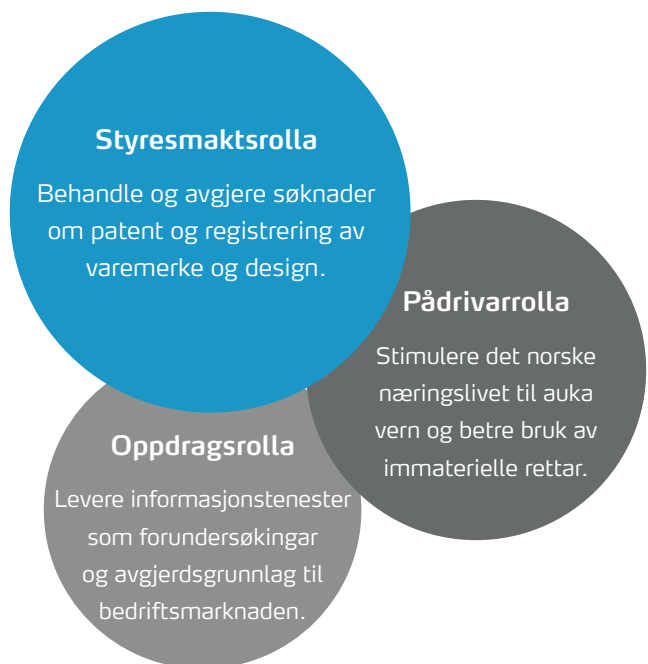 Styresmaktsrolla
Behandle og avgjere søknader
om patent og registrering av
varemerke og design.
Pådrivarrolla
Stimulere det norske
næringslivet til auka
vern og betre bruk av
immaterielle rettar.
Oppdragsrolla
Levere informasjonstenester
som forundersøkingar
og avgjerdsgrunnlag til
bedriftsmarknaden.